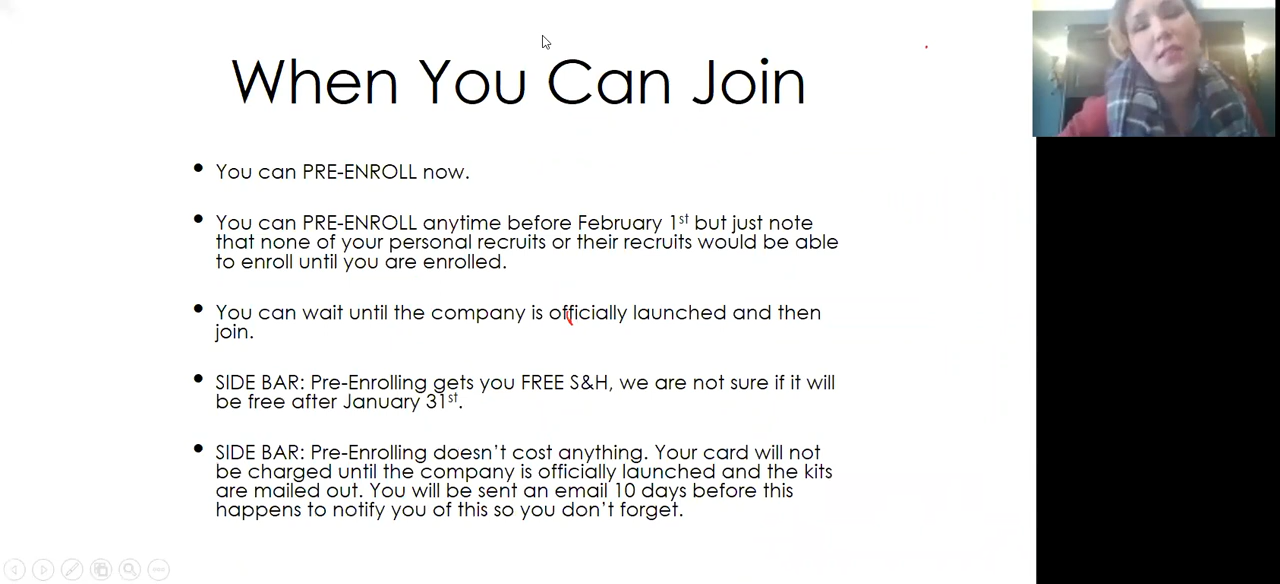 When You Can Join
• You can PRE-ENROLL now.
• You can PRE-ENROLL anytime before February 1st but just note
that none of your personal recruits or their recruits would be able
to enroll until you are enrolled.
• You can wait until the company is officially launched and then
join.
• SIDE BAR: Pre-Enrolling gets you FREE S&H, we are not sure if it will
be free after January 31st.
• SIDE BAR: Pre-Enrolling doesn't cost anything. Your card will not
be charged until the company is officially launched and the kits
are mailed out. You will be sent an email 10 days before this
happens to notify you of this so you don't forget.